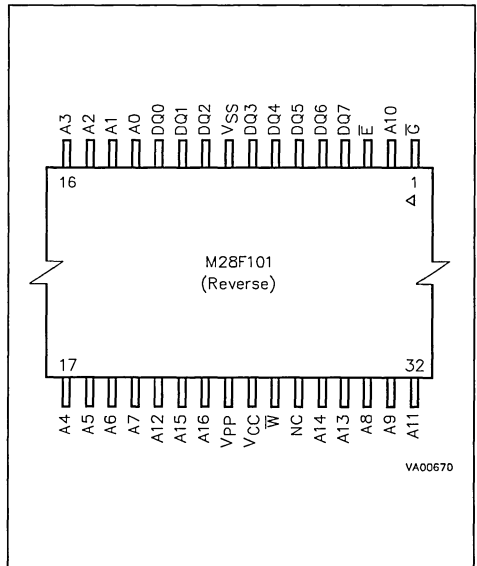 A3 A2 A1 A0 DQ0 DQ1 DQ2 VSS DQ3 DQ4 DQ5 DQ6 DQ7 E̅ A10 G̅
16 1
M28F101
(Reverse)
17 32
A4 A5 A6 A7 A12 A15 A16 VPP VCC W̅ NC A14 A13 A8 A9 A11
VA00670